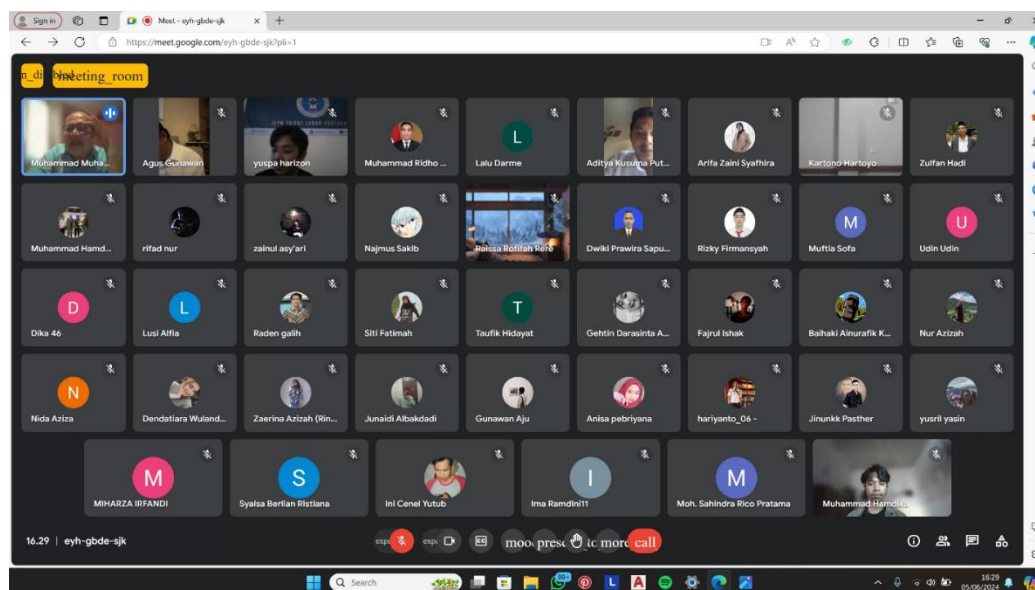 Sign in
Meet - eyh-gbde-sjk
https://meet.google.com/eyh-gbde-sjk?pli=1
meeting_room
Muhammad Muha...
Agus Gunawan
yuspa harizon
Muhammad Ridho ...
L
Lalu Darme
Aditya Kusuma Put...
Arifa Zaini Syafhira
Kartono Hartoyo
Zulfan Hadi
Muhammad Hamd...
rifad nur
zainul asy'ari
Najmus Sakib
Raissa Rofifah Rere
Dwiki Prawira Sapu...
Rizky Firmansyah
M
Muftia Sofa
U
Udin Udin
D
Dika 46
L
Lusi Alfia
Raden galih
Siti Fatimah
T
Taufik Hidayat
Gehtin Darasinta A...
Fajrul Ishak
Baihaki Ainurafik K...
Nur Azizah
N
Nida Aziza
Dendatiara Wuland...
Zaerina Azizah (Rin...
Junaidi Albakdadi
Gunawan Aju
Anisa pebriyana
hariyanto_06 -
Jinunkk Pasther
yusril yasin
M
MIHARZA IRFANDI
S
Syalsa Berlian Ristiana
Ini Cenel Yutub
I
Ima Ramdini11
M
Moh. Sahindra Rico Pratama
Muhammad Hamdika
16.29 | eyh-gbde-sjk
more call
Search
99+
16:29
05/06/2024